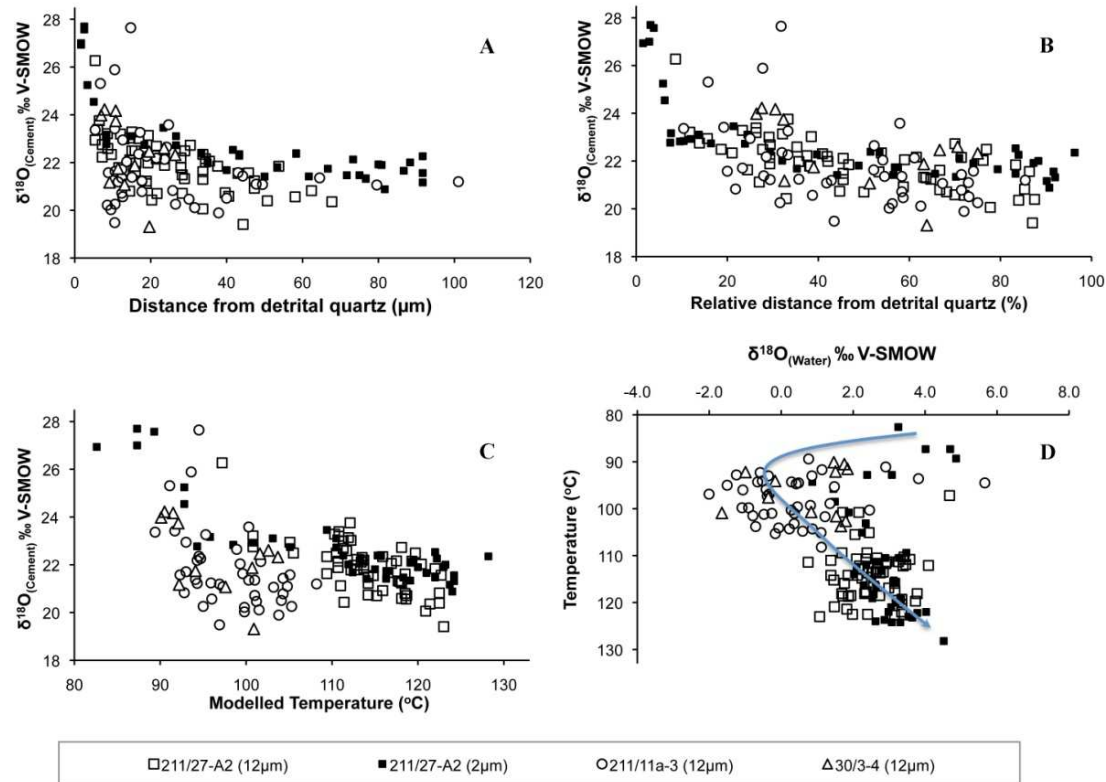 28
26
24
22
20
18
δ18O(Cement) ‰ V-SMOW
A
0 20 40 60 80 100 120
Distance from detrital quartz (µm)
28
26
24
22
20
18
δ18O(Cement) ‰ V-SMOW
B
0 20 40 60 80 100
Relative distance from detrital quartz (%)
28
26
24
22
20
18
δ18O(Cement) ‰ V-SMOW
C
80 90 100 110 120 130
Modelled Temperature (oC)
δ18O(Water) ‰ V-SMOW
-4.0 -2.0 0.0 2.0 4.0 6.0 8.0
80
90
100
110
120
130
Temperature (oC)
D
211/27-A2 (12µm) 211/27-A2 (2µm) 211/11a-3 (12µm) 30/3-4 (12µm)